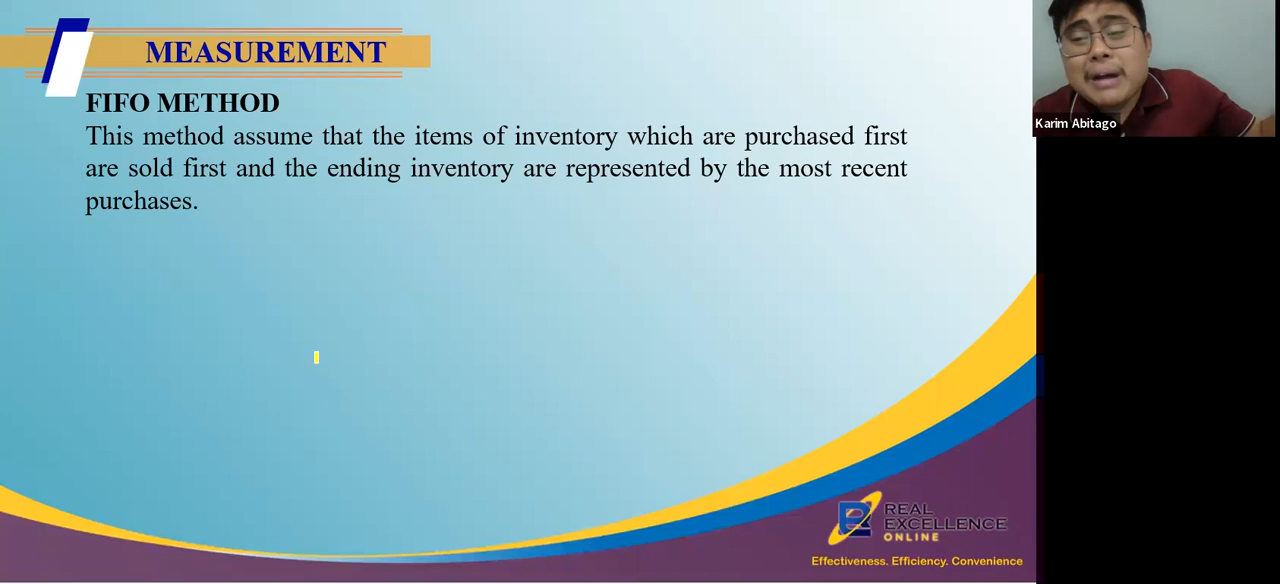 MEASUREMENT
FIFO METHOD
This method assume that the items of inventory which are purchased first
are sold first and the ending inventory are represented by the most recent
purchases.
Karim Abitago
REAL
EXCELLENCE
ONLINE
Effectiveness. Efficiency. Convenience